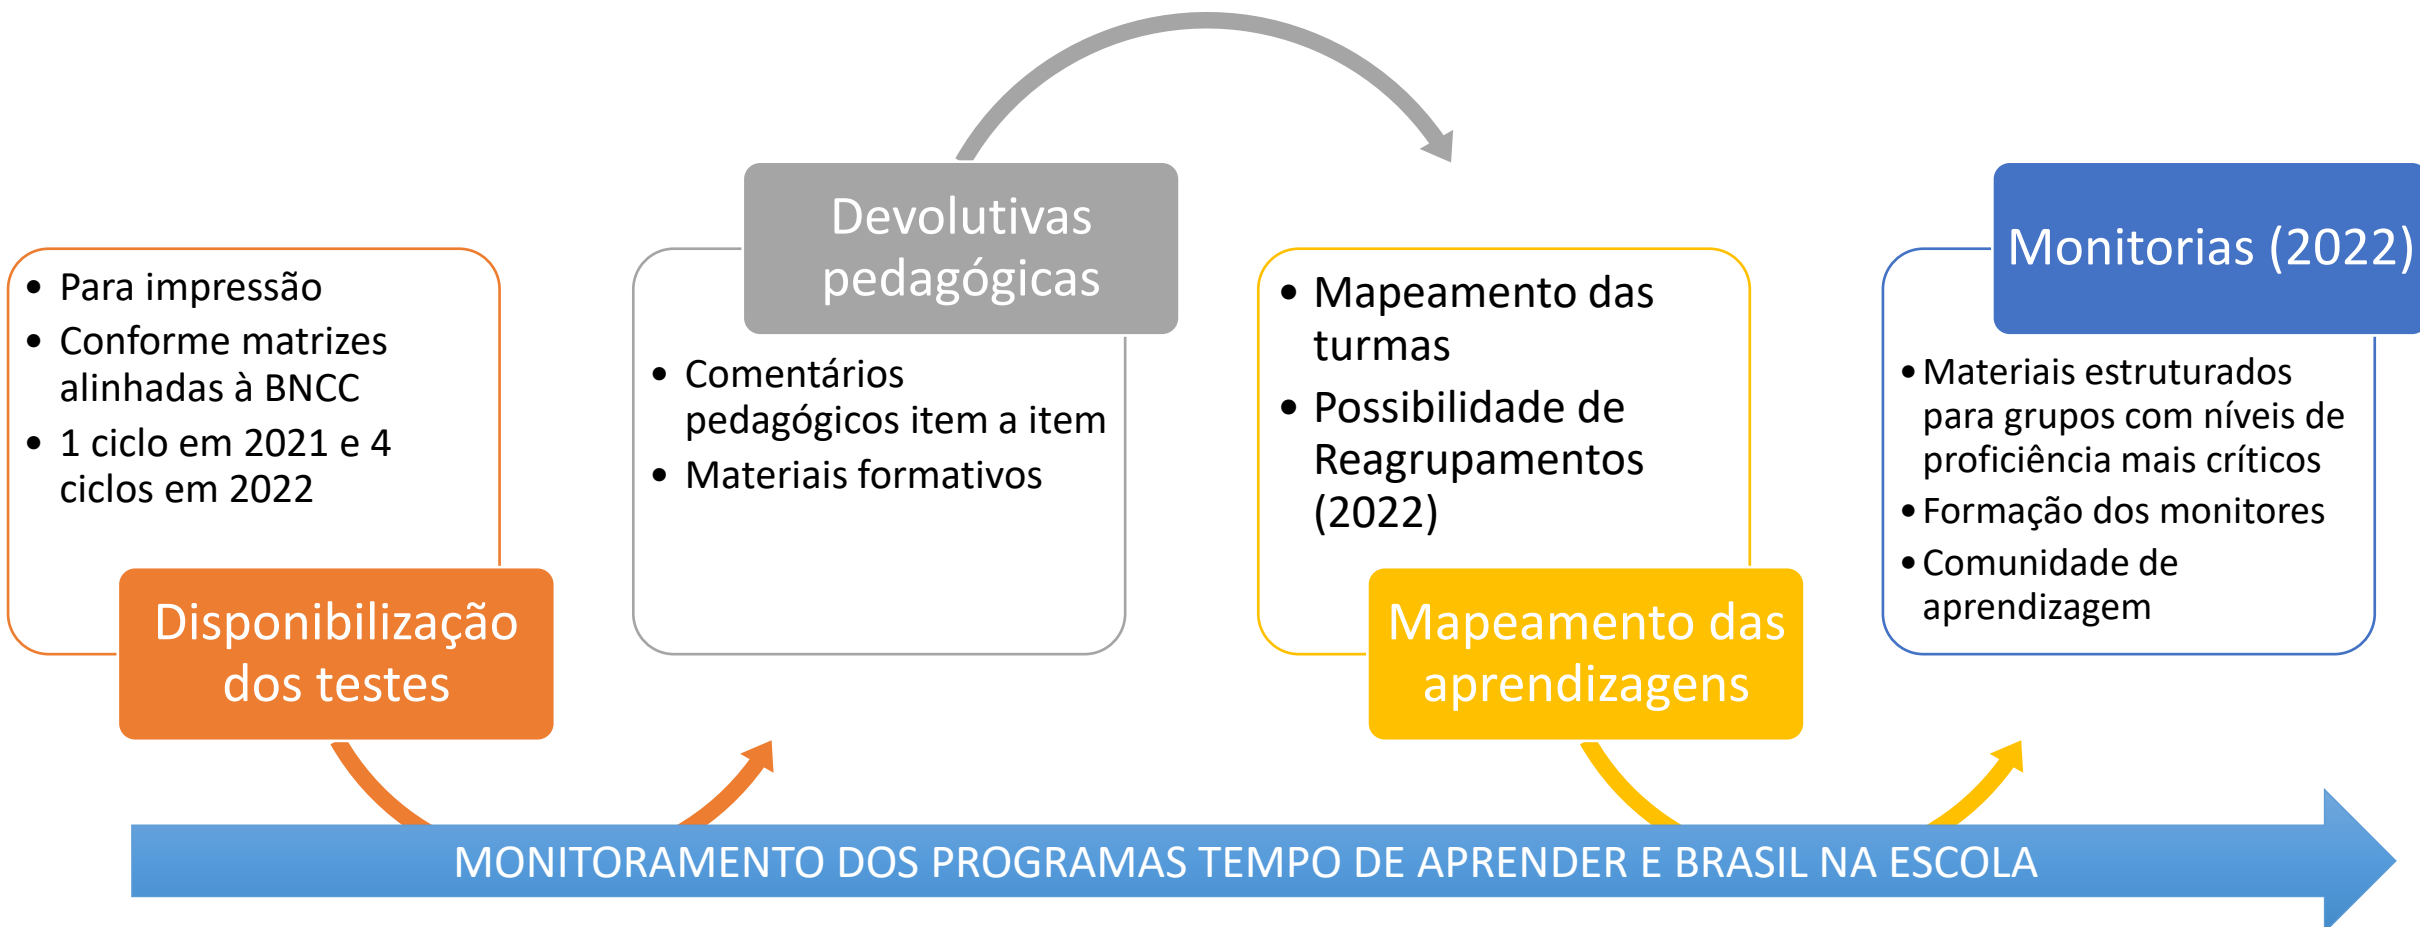 • Para impressão
• Conforme matrizes
alinhadas à BNCC
• 1 ciclo em 2021 e 4
ciclos em 2022
Disponibilização
dos testes
Devolutivas
pedagógicas
• Comentários
pedagógicos item a item
• Materiais formativos
• Mapeamento das
turmas
• Possibilidade de
Reagrupamentos
(2022)
Mapeamento das
aprendizagens
Monitorias (2022)
• Materiais estruturados
para grupos com níveis de
proficiência mais críticos
• Formação dos monitores
• Comunidade de
aprendizagem
MONITORAMENTO DOS PROGRAMAS TEMPO DE APRENDER E BRASIL NA ESCOLA